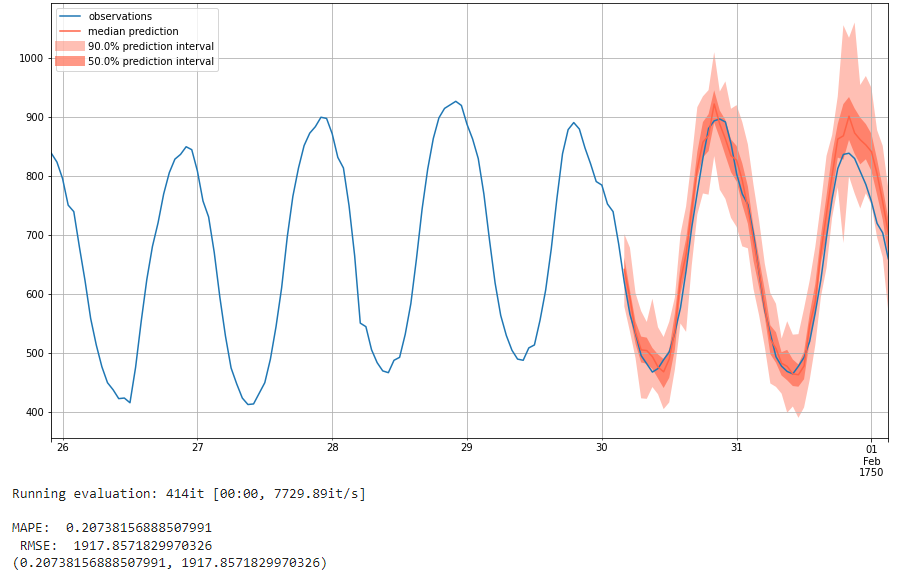 observations
median prediction
90.0% prediction interval
50.0% prediction interval
1000
900
800
700
600
500
400
26 27 28 29 30 31 01
Feb
1750
Running evaluation: 414it [00:00, 7729.89it/s]
MAPE: 0.20738156888507991
RMSE: 1917.8571829970326
(0.20738156888507991, 1917.8571829970326)